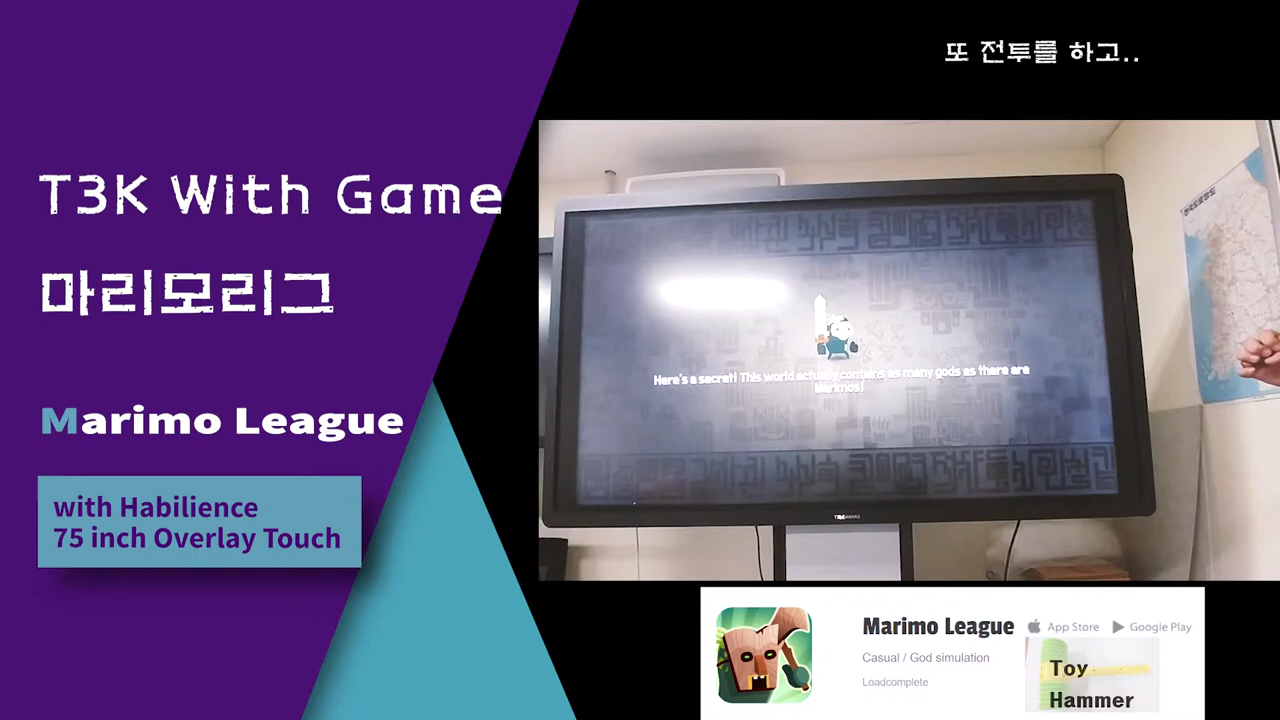 또 전투를 하고..
T3K With Game
마리모리그
Marimo League
with Habilience
75 inch Overlay Touch
Here's a secret! This world actually contains as many gods as there are
Marimos!
Marimo League
App Store
Google Play
Casual / God simulation
Loadcomplete
Toy
Hammer